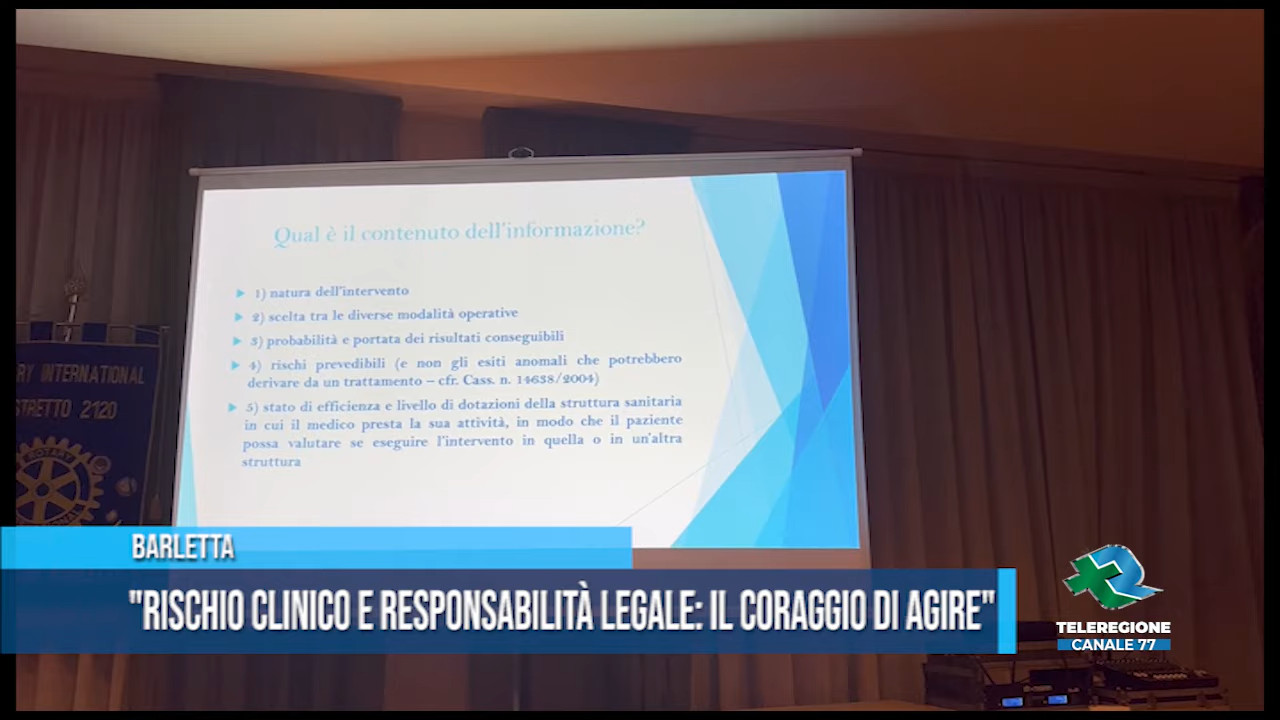 Qual è il contenuto dell'informazione?
1) natura dell'intervento
2) scelta tra le diverse modalità operative
3) probabilità e portata dei risultati conseguibili
4) rischi prevedibili (e non gli esiti anomali che potrebbero
derivare da un trattamento – cfr. Cass. n. 14638/2004)
5) stato di efficienza e livello di dotazioni della struttura sanitaria
in cui il medico presta la sua attività, in modo che il paziente
possa valutare se eseguire l'intervento in quella o in un'altra
struttura
RY INTERNATIONAL
STRETTO 2120
ROTARY
BARLETTA
"RISCHIO CLINICO E RESPONSABILITÀ LEGALE: IL CORAGGIO DI AGIRE"
TELEREGIONE
CANALE 77